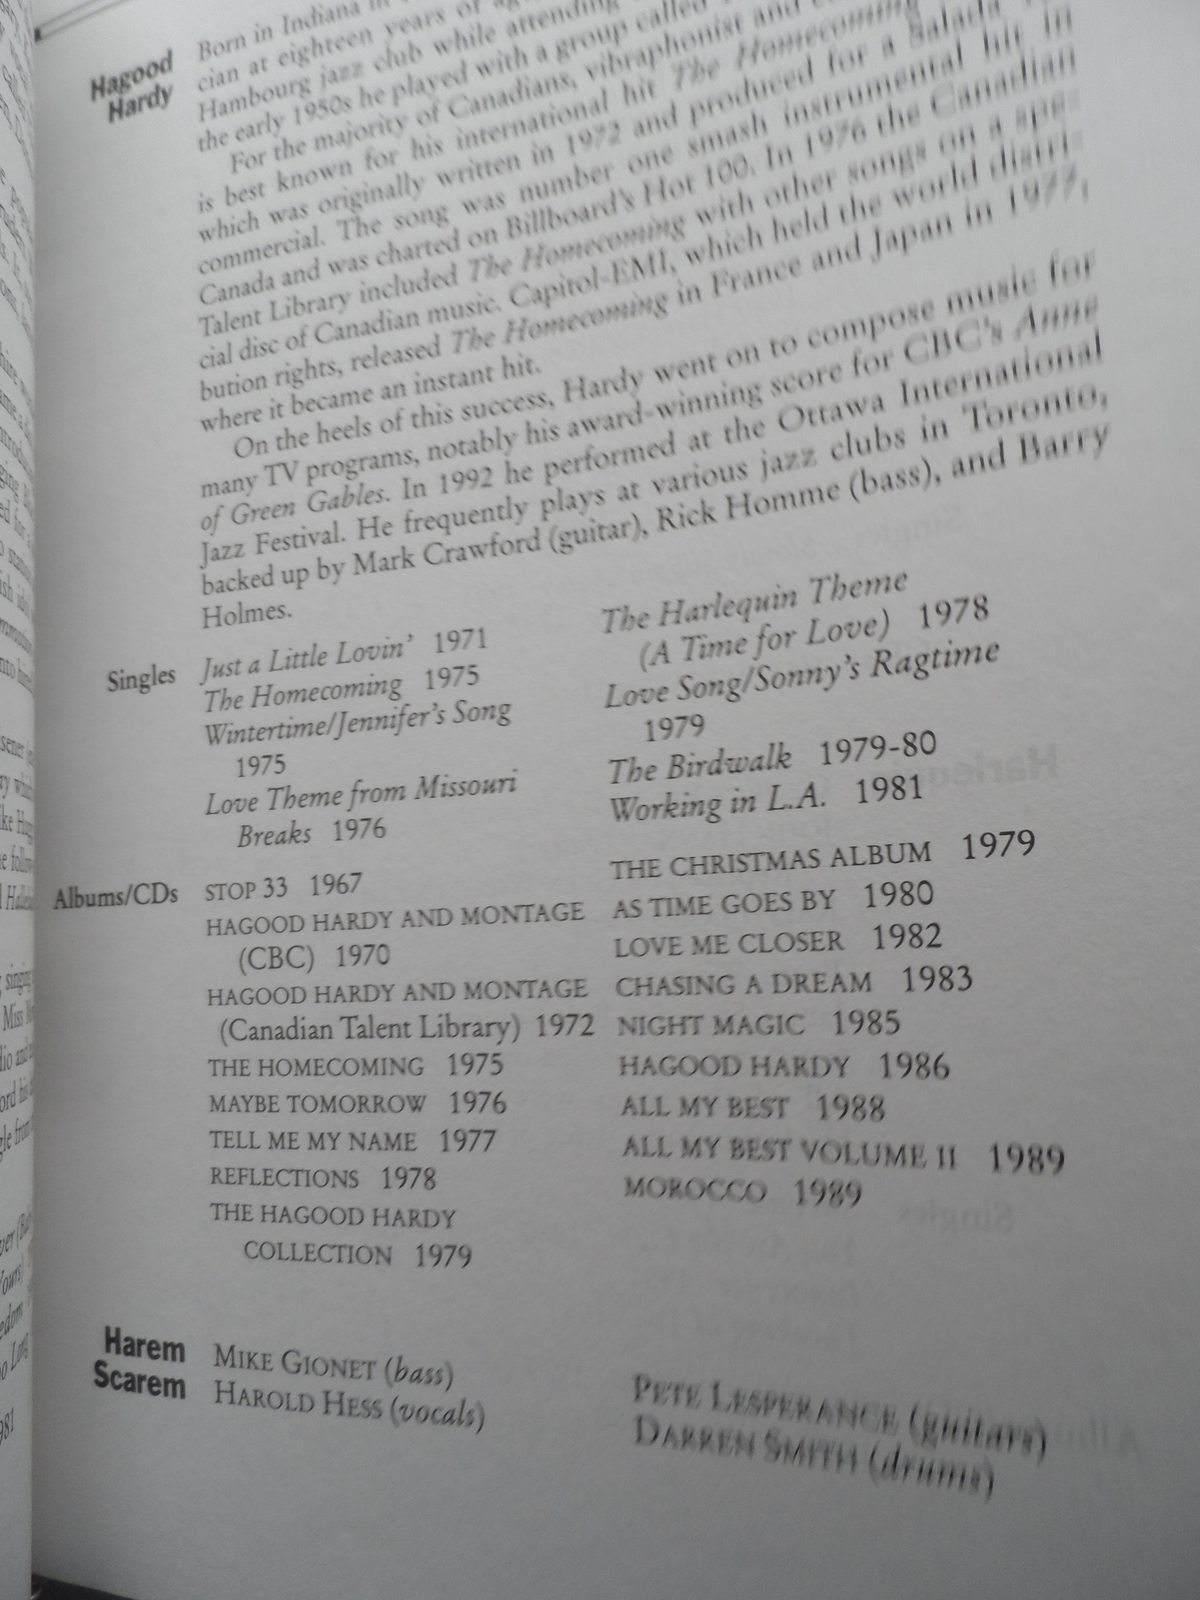 Hagood
Hardy
Born in Indiana in
cian at eighteen years of
Hambourg jazz club while attending
the early 1950s he played with a group called
For the majority of Canadians, vibraphonist and
is best known for his international hit The Homecoming
which was originally written in 1972 and produced for a Salada
commercial. The song was number one smash instrumental hit in
Canada and was charted on Billboard's Hot 100. In 1976 the Canadian
Talent Library included The Homecoming with other songs on a spe-
cial disc of Canadian music. Capitol-EMI, which held the world distri-
bution rights, released The Homecoming in France and Japan in 1977,
where it became an instant hit.
On the heels of this success, Hardy went on to compose music for
many TV programs, notably his award-winning score for CBC's Anne
of Green Gables. In 1992 he performed at the Ottawa International
Jazz Festival. He frequently plays at various jazz clubs in Toronto,
backed up by Mark Crawford (guitar), Rick Homme (bass), and Barry
Holmes.
Singles
Just a Little Lovin' 1971
The Homecoming 1975
Wintertime/Jennifer's Song
1975
Love Theme from Missouri
Breaks 1976
The Harlequin Theme
(A Time for Love) 1978
Love Song/Sonny's Ragtime
1979
The Birdwalk 1979-80
Working in L.A. 1981
Albums/CDs
STOP 33 1967
HAGOOD HARDY AND MONTAGE
(CBC) 1970
HAGOOD HARDY AND MONTAGE
(Canadian Talent Library) 1972
THE HOMECOMING 1975
MAYBE TOMORROW 1976
TELL ME MY NAME 1977
REFLECTIONS 1978
THE HAGOOD HARDY
COLLECTION 1979
THE CHRISTMAS ALBUM 1979
AS TIME GOES BY 1980
LOVE ME CLOSER 1982
CHASING A DREAM 1983
NIGHT MAGIC 1985
HAGOOD HARDY 1986
ALL MY BEST 1988
ALL MY BEST VOLUME II 1989
MOROCCO 1989
Harem
Scarem
MIKE GIONET (bass)
HAROLD HESS (vocals)
PETE LESPERANCE (guitars)
DARREN SMITH (drums)